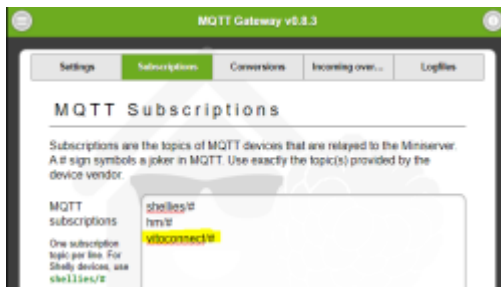 MQTT Gateway v0.8.3
Settings
Subscriptions
Conversions
Incoming over...
Logfiles
MQTT Subscriptions
Subscriptions are the topics of MQTT devices that are relayed to the Miniserver.
A # sign symbols a joker in MQTT. Use exactly the topic(s) provided by the
device vendor.
MQTT
subscriptions
One subscription
topic per line. For
Shelly devices, use
shellies/#
shellies/#
hm/#
vitoconnect/#